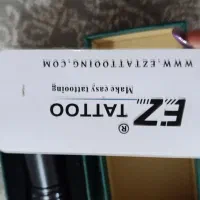 EZ®
TATTOO
Make easy tattooing
WWW.EZTATTOOING.COM